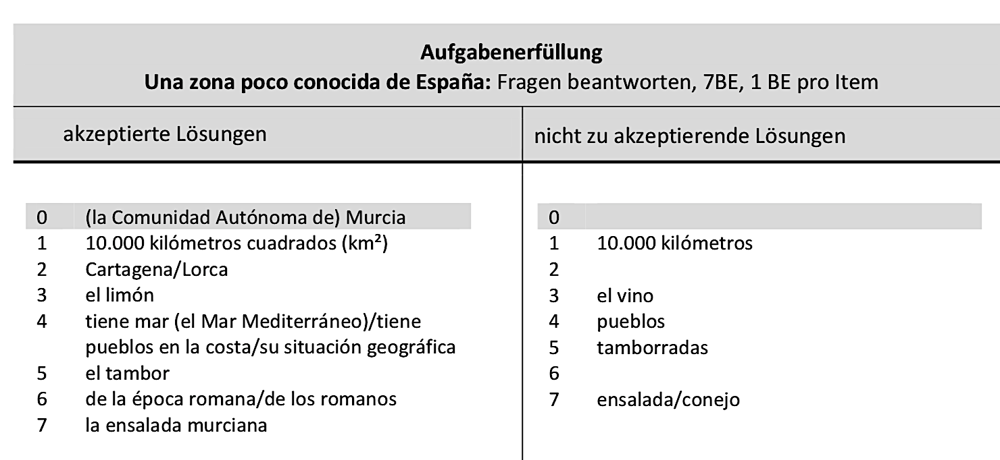 Aufgabenerfüllung
Una zona poco conocida de España: Fragen beantworten, 7BE, 1 BE pro Item
akzeptierte Lösungen
nicht zu akzeptierende Lösungen
0 (la Comunidad Autónoma de) Murcia
1 10.000 kilómetros cuadrados (km²)
2 Cartagena/Lorca
3 el limón
4 tiene mar (el Mar Mediterráneo)/tiene
pueblos en la costa/su situación geográfica
5 el tambor
6 de la época romana/de los romanos
7 la ensalada murciana
0
1 10.000 kilómetros
2
3 el vino
4 pueblos
5 tamborradas
6
7 ensalada/conejo